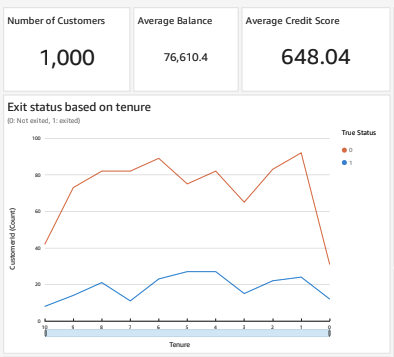 Number of Customers
1,000
Average Balance
76,610.4
Average Credit Score
648.04
Exit status based on tenure
(0: Not exited, 1: exited)
True Status
0
1
CustomerId (Count)
100
80
60
40
20
0
10 9 8 7 6 5 4 3 2 1 0
Tenure